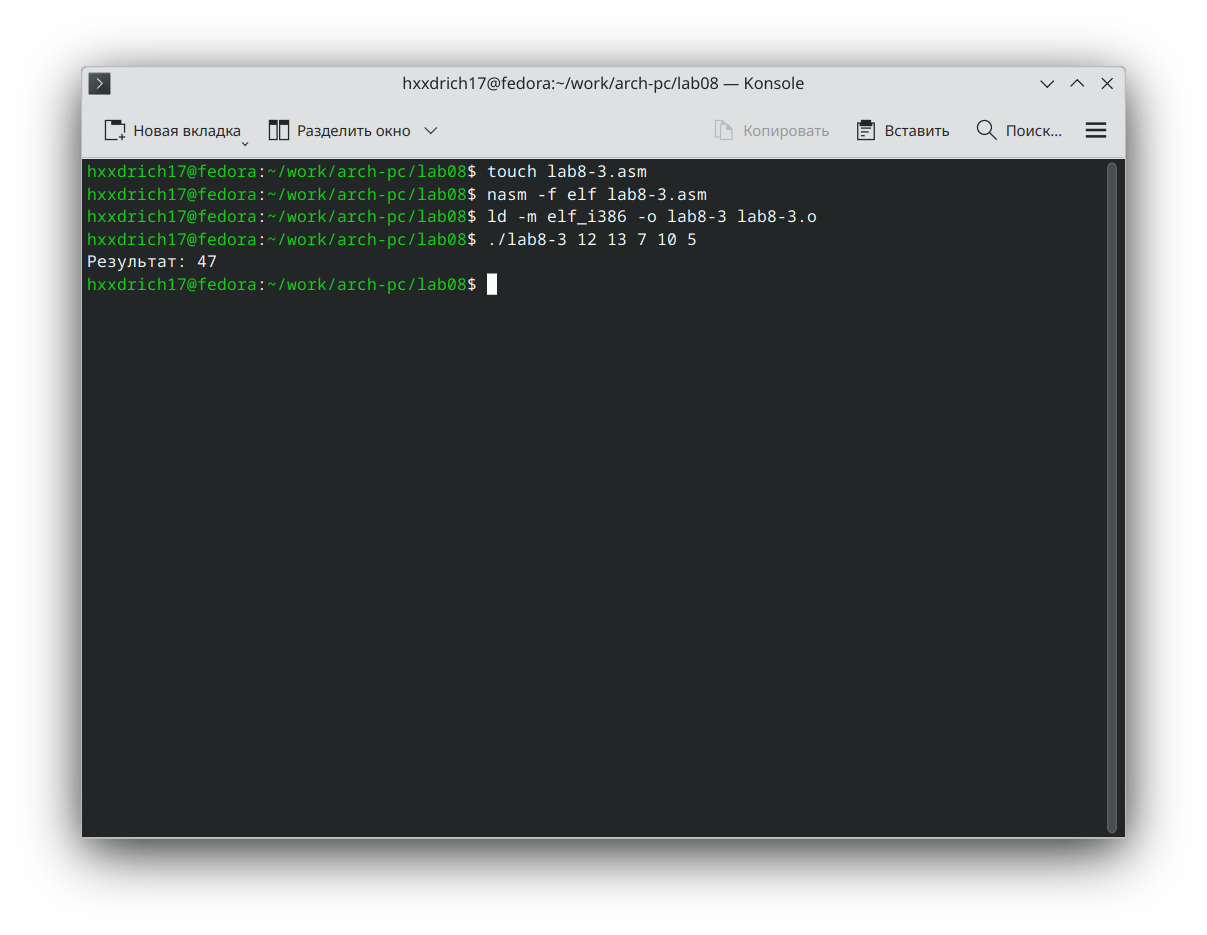 hxxdrich17@fedora:~/work/arch-pc/lab08 — Konsole
Новая вкладка Разделить окно Копировать Вставить Поиск...
hxxdrich17@fedora:~/work/arch-pc/lab08$ touch lab8-3.asm
hxxdrich17@fedora:~/work/arch-pc/lab08$ nasm -f elf lab8-3.asm
hxxdrich17@fedora:~/work/arch-pc/lab08$ ld -m elf_i386 -o lab8-3 lab8-3.o
hxxdrich17@fedora:~/work/arch-pc/lab08$ ./lab8-3 12 13 7 10 5
Результат: 47
hxxdrich17@fedora:~/work/arch-pc/lab08$